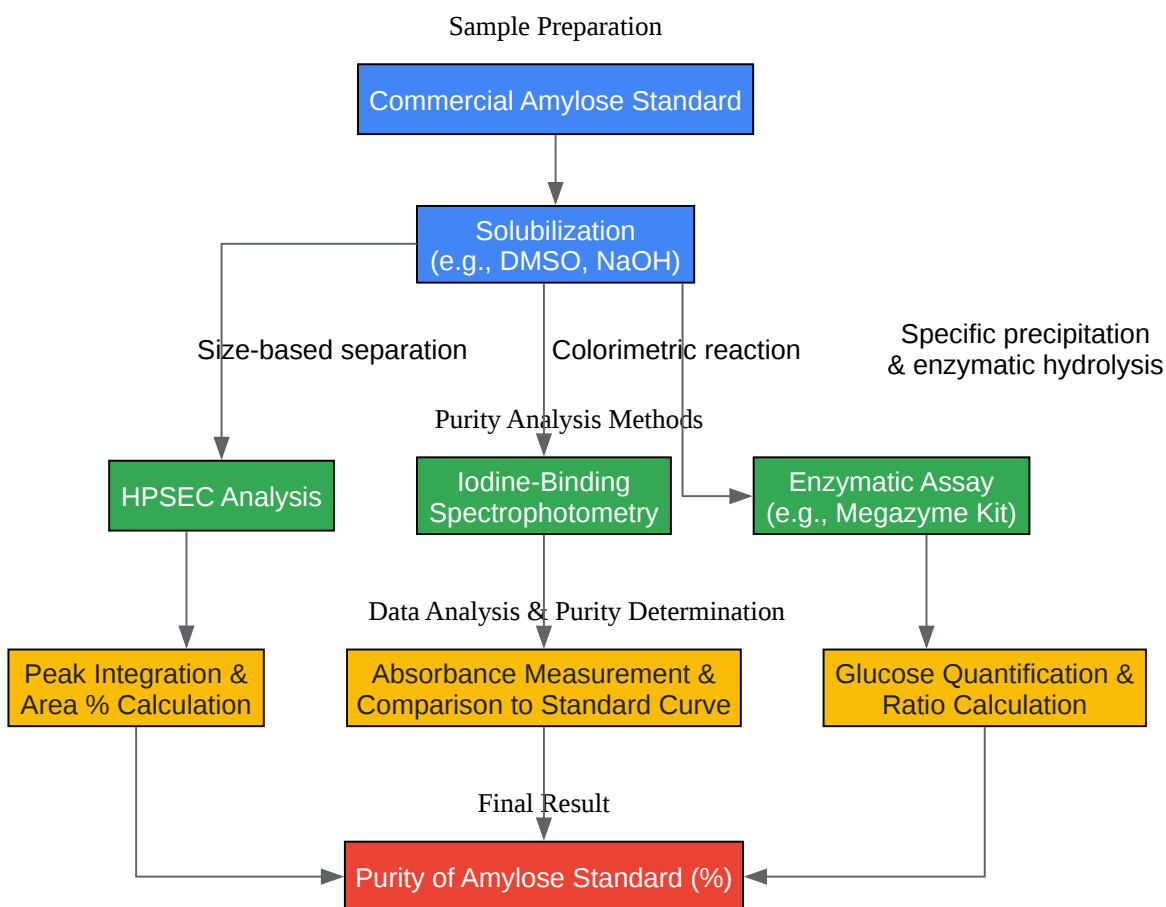 Sample Preparation
Commercial Amylose Standard
Solubilization
(e.g., DMSO, NaOH)
Size-based separation
Colorimetric reaction
Specific precipitation
& enzymatic hydrolysis
Purity Analysis Methods
HPSEC Analysis
Iodine-Binding
Spectrophotometry
Enzymatic Assay
(e.g., Megazyme Kit)
Data Analysis & Purity Determination
Peak Integration &
Area % Calculation
Absorbance Measurement &
Comparison to Standard Curve
Glucose Quantification &
Ratio Calculation
Final Result
Purity of Amylose Standard (%)